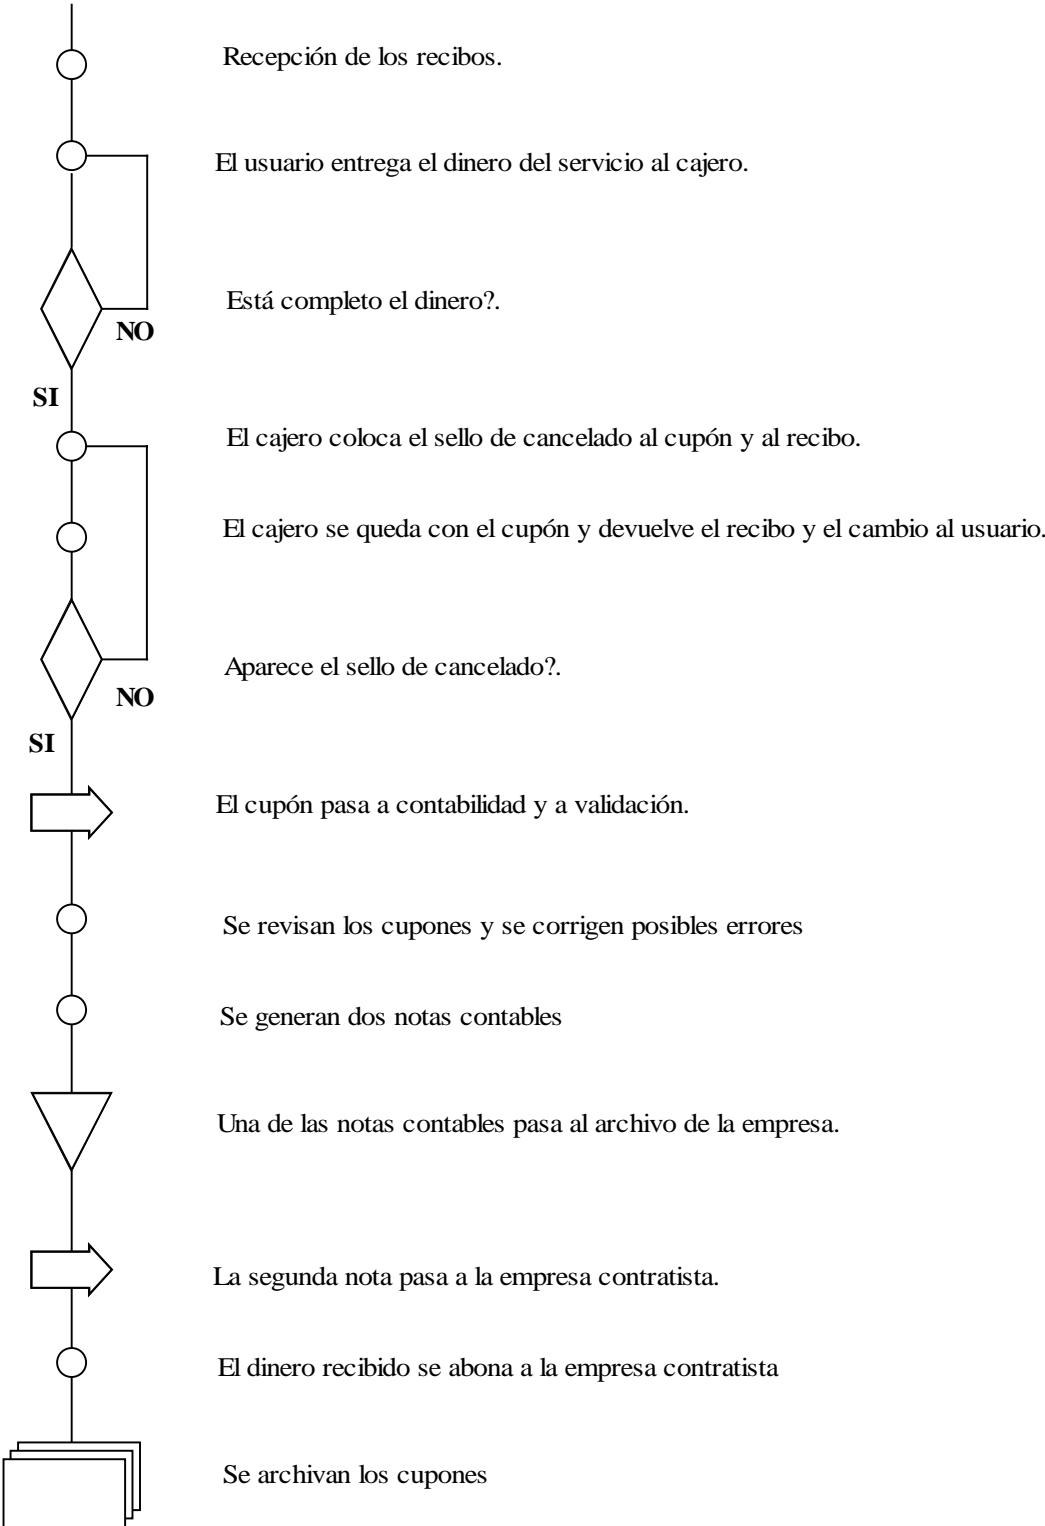 Recepción de los recibos.
El usuario entrega el dinero del servicio al cajero.
Está completo el dinero?.
NO
SI
El cajero coloca el sello de cancelado al cupón y al recibo.
El cajero se queda con el cupón y devuelve el recibo y el cambio al usuario.
Aparece el sello de cancelado?.
NO
SI
El cupón pasa a contabilidad y a validación.
Se revisan los cupones y se corrigen posibles errores
Se generan dos notas contables
Una de las notas contables pasa al archivo de la empresa.
La segunda nota pasa a la empresa contratista.
El dinero recibido se abona a la empresa contratista
Se archivan los cupones